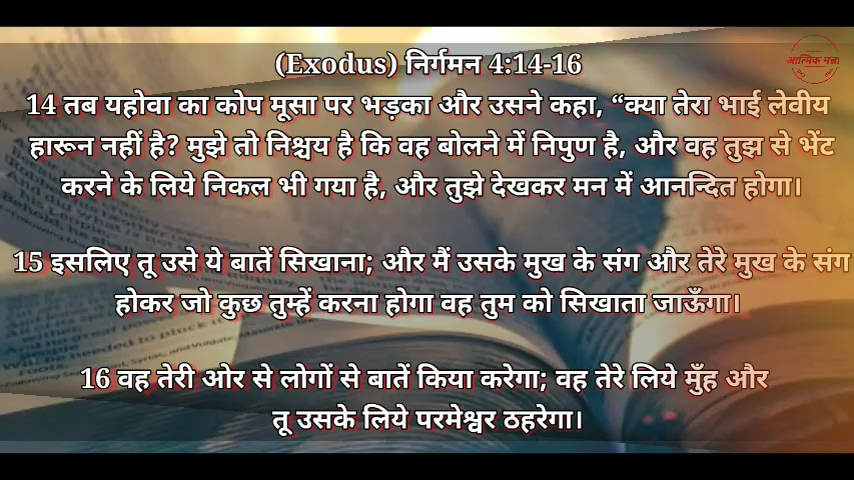 (Exodus) निर्गमन 4:14-16
आत्मिक मन्ना
14 तब यहोवा का कोप मूसा पर भड़का और उसने कहा, “क्या तेरा भाई लेवीय
हारून नहीं है? मुझे तो निश्चय है कि वह बोलने में निपुण है, और वह तुझ से भेंट
करने के लिये निकल भी गया है, और तुझे देखकर मन में आनन्दित होगा।
15 इसलिए तू उसे ये बातें सिखाना; और मैं उसके मुख के संग और तेरे मुख के संग
होकर जो कुछ तुम्हें करना होगा वह तुम को सिखाता जाऊँगा।
16 वह तेरी ओर से लोगों से बातें किया करेगा; वह तेरे लिये मुँह और
तू उसके लिये परमेश्वर ठहरेगा।